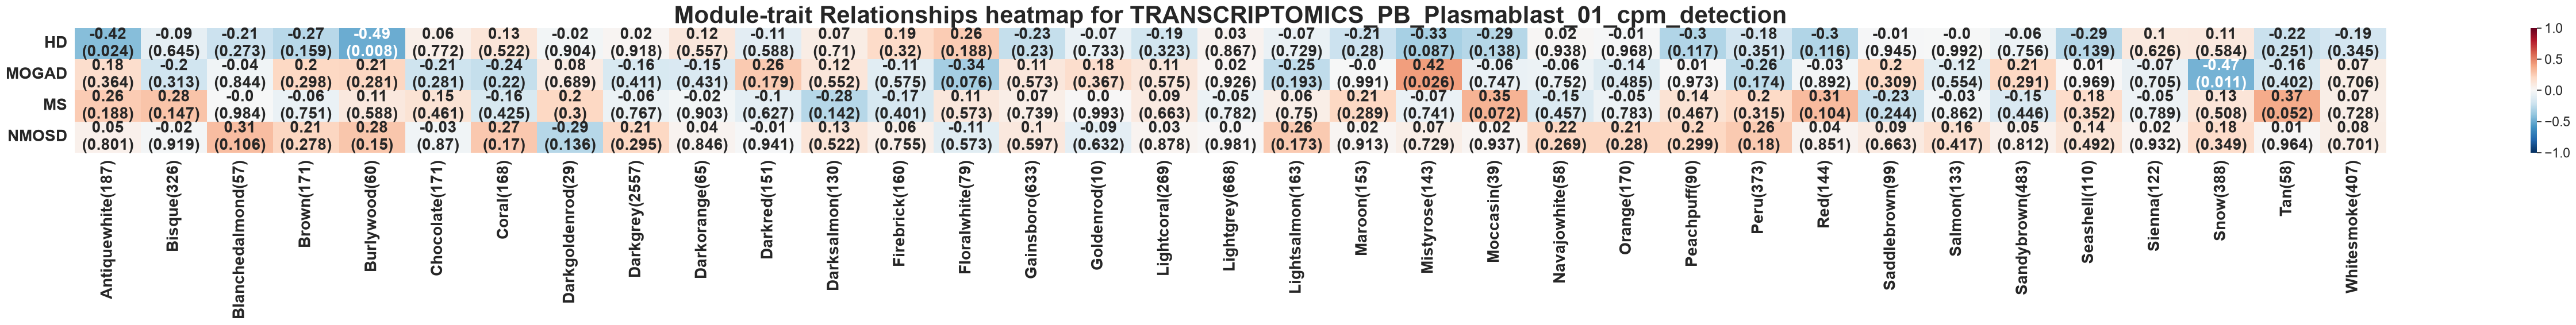 Module-trait Relationships heatmap for TRANSCRIPTOMICS_PB_Plasmablast_01_cpm_detection
HD -0.42 -0.09 -0.21 -0.27 -0.49 0.06 0.13 -0.02 0.02 0.12 -0.11 0.07 0.19 0.26 -0.23 -0.07 -0.19 0.03 -0.07 -0.21 -0.33 -0.29 0.02 -0.01 -0.3 -0.18 -0.3 -0.01 -0.0 -0.06 -0.29 0.1 0.11 -0.22 -0.19
(0.024) (0.645) (0.273) (0.159) (0.008) (0.772) (0.522) (0.904) (0.918) (0.557) (0.588) (0.71) (0.32) (0.188) (0.23) (0.733) (0.323) (0.867) (0.729) (0.28) (0.087) (0.138) (0.938) (0.968) (0.117) (0.351) (0.116) (0.945) (0.992) (0.756) (0.139) (0.626) (0.584) (0.251) (0.345)
MOGAD 0.18 -0.2 -0.04 0.2 0.21 -0.21 -0.24 0.08 -0.16 -0.15 0.26 0.12 -0.11 -0.34 0.11 0.18 0.11 0.02 -0.25 -0.0 0.42 -0.06 -0.06 -0.14 0.01 -0.26 -0.03 0.2 -0.12 0.21 0.01 -0.07 -0.47 -0.16 0.07
(0.364) (0.313) (0.844) (0.298) (0.281) (0.281) (0.22) (0.689) (0.411) (0.431) (0.179) (0.552) (0.575) (0.076) (0.573) (0.367) (0.575) (0.926) (0.193) (0.991) (0.026) (0.747) (0.752) (0.485) (0.973) (0.174) (0.892) (0.309) (0.554) (0.291) (0.969) (0.705) (0.011) (0.402) (0.706)
MS 0.26 0.28 -0.0 -0.06 0.11 0.15 -0.16 0.2 -0.06 -0.02 -0.1 -0.28 -0.17 0.11 0.07 0.0 0.09 -0.05 0.06 0.21 -0.07 0.35 -0.15 -0.05 0.14 0.2 0.31 -0.23 -0.03 -0.15 0.18 -0.05 0.13 0.37 0.07
(0.188) (0.147) (0.984) (0.751) (0.588) (0.461) (0.425) (0.3) (0.767) (0.903) (0.627) (0.142) (0.401) (0.573) (0.739) (0.993) (0.663) (0.782) (0.75) (0.289) (0.741) (0.072) (0.457) (0.783) (0.467) (0.315) (0.104) (0.244) (0.862) (0.446) (0.352) (0.789) (0.508) (0.052) (0.728)
NMOSD 0.05 -0.02 0.31 0.21 0.28 -0.03 0.27 -0.29 0.21 0.04 -0.01 0.13 0.06 -0.11 0.1 -0.09 0.03 0.0 0.26 0.02 0.07 0.02 0.22 0.21 0.2 0.26 0.04 0.09 0.16 0.05 0.14 0.02 0.18 0.01 0.08
(0.801) (0.919) (0.106) (0.278) (0.15) (0.87) (0.17) (0.136) (0.295) (0.846) (0.941) (0.522) (0.755) (0.573) (0.597) (0.632) (0.878) (0.981) (0.173) (0.913) (0.729) (0.937) (0.269) (0.28) (0.299) (0.18) (0.851) (0.663) (0.417) (0.812) (0.492) (0.932) (0.349) (0.964) (0.701)
Antiquewhite(187)
Bisque(326)
Blanchedalmond(57)
Brown(171)
Burlywood(60)
Chocolate(171)
Coral(168)
Darkgoldenrod(29)
Darkgrey(2557)
Darkorange(65)
Darkred(151)
Darksalmon(130)
Firebrick(160)
Floralwhite(79)
Gainsboro(633)
Goldenrod(10)
Lightcoral(269)
Lightgrey(668)
Lightsalmon(163)
Maroon(153)
Mistyrose(143)
Moccasin(39)
Navajowhite(58)
Orange(170)
Peachpuff(90)
Peru(373)
Red(144)
Saddlebrown(99)
Salmon(133)
Sandybrown(483)
Seashell(110)
Sienna(122)
Snow(388)
Tan(58)
Whitesmoke(407)
1.0
0.5
0.0
−0.5
−1.0